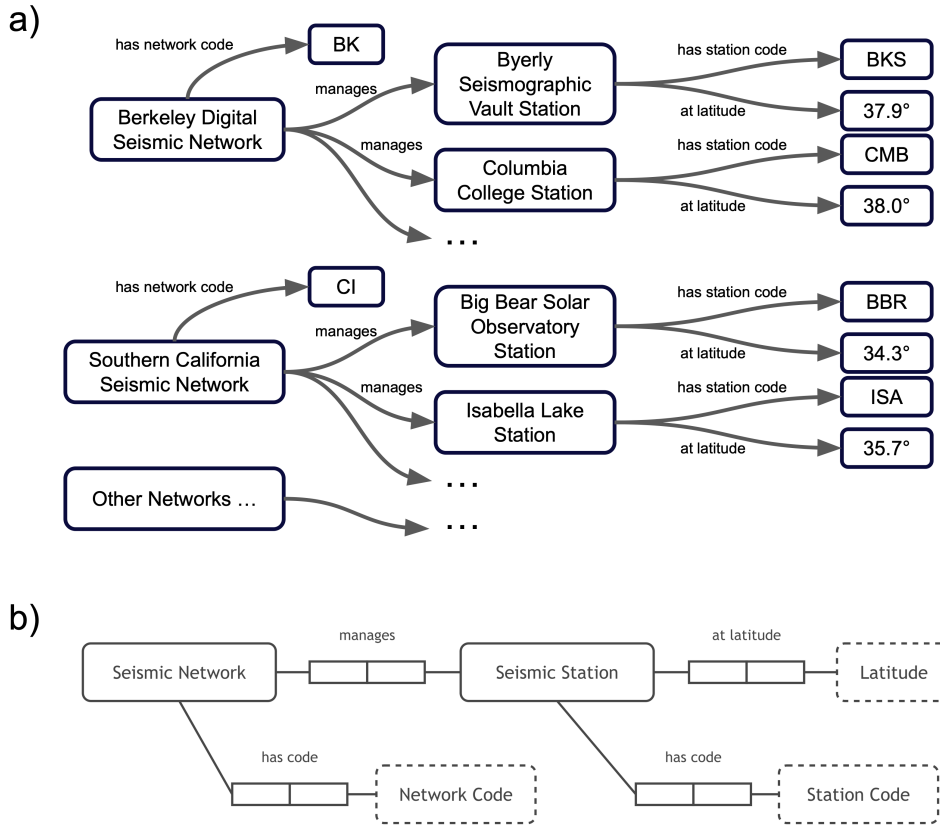 a)
has network code
BK
Berkeley Digital
Seismic Network
manages
Byerly
Seismographic
Vault Station
has station code
BKS
at latitude
37.9°
manages
Columbia
College Station
has station code
CMB
at latitude
38.0°
...
has network code
CI
Southern California
Seismic Network
manages
Big Bear Solar
Observatory
Station
has station code
BBR
at latitude
34.3°
manages
Isabella Lake
Station
has station code
ISA
at latitude
35.7°
...
Other Networks ...
...
b)
Seismic Network
manages
Seismic Station
at latitude
Latitude
has code
Network Code
has code
Station Code